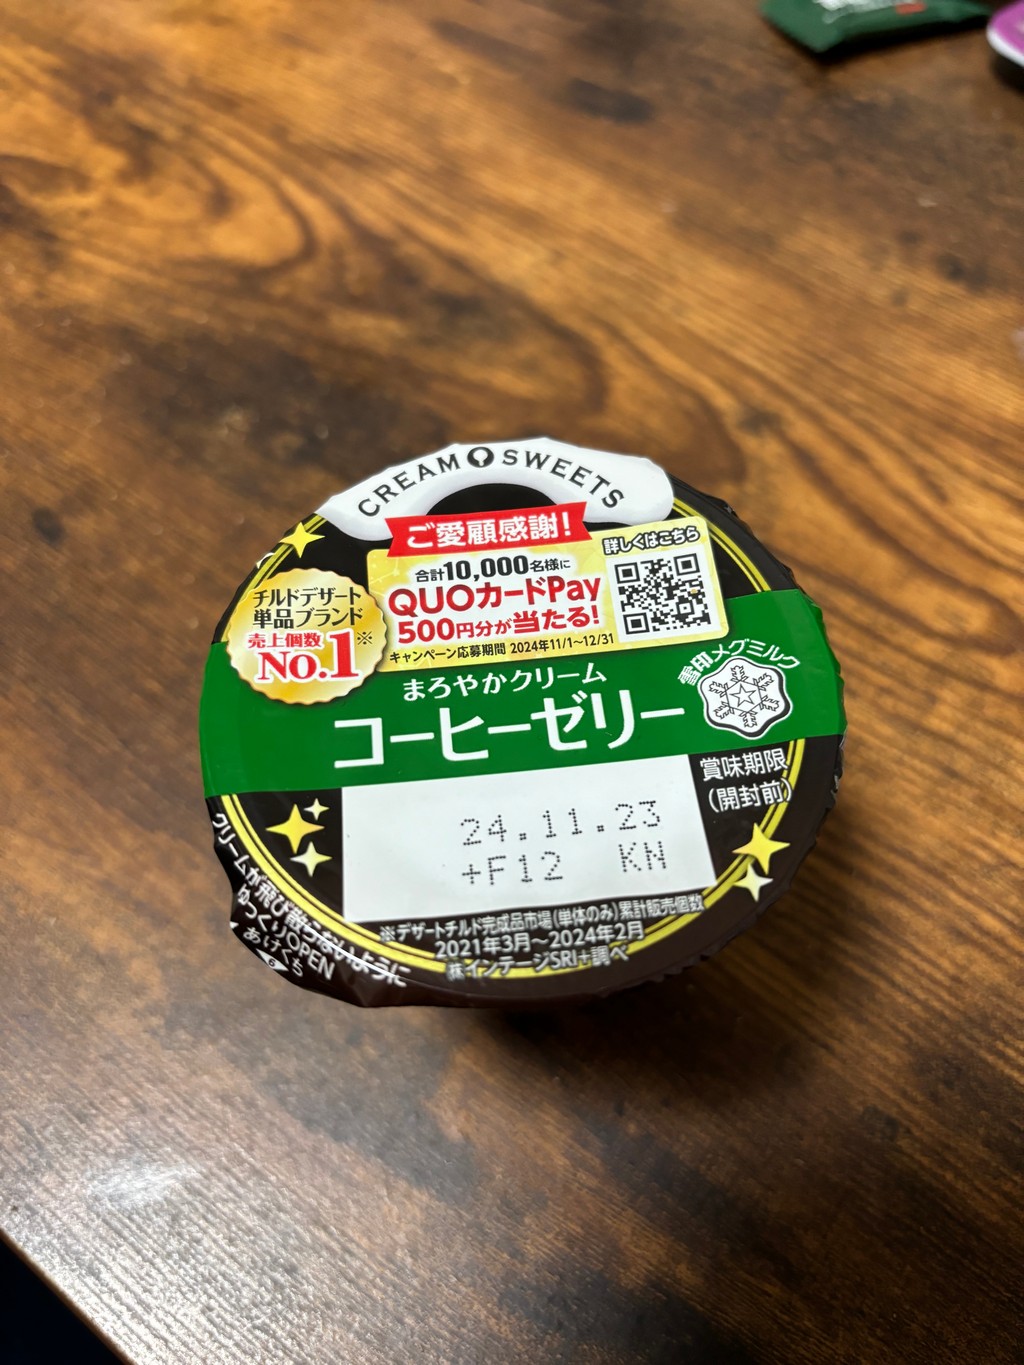 CREAM SWEETS
ご愛顧感謝!
詳しくはこちら
合計10,000名様に
QUOカードPay
500円分が当たる!
キャンペーン応募期間 2024年11/1〜12/31
チルドデザート
単品ブランド
売上個数
No.1※
雪印メグミルク
まろやかクリーム
コーヒーゼリー
賞味期限
(開封前)
24.11.23
+F12 KN
※デザートチルド完成品市場(単体のみ)累計販売個数
2021年3月〜2024年2月
㈱インテージSRI+調べ
クリームが飛び散らないように
ゆっくりOPEN
あけくち
6